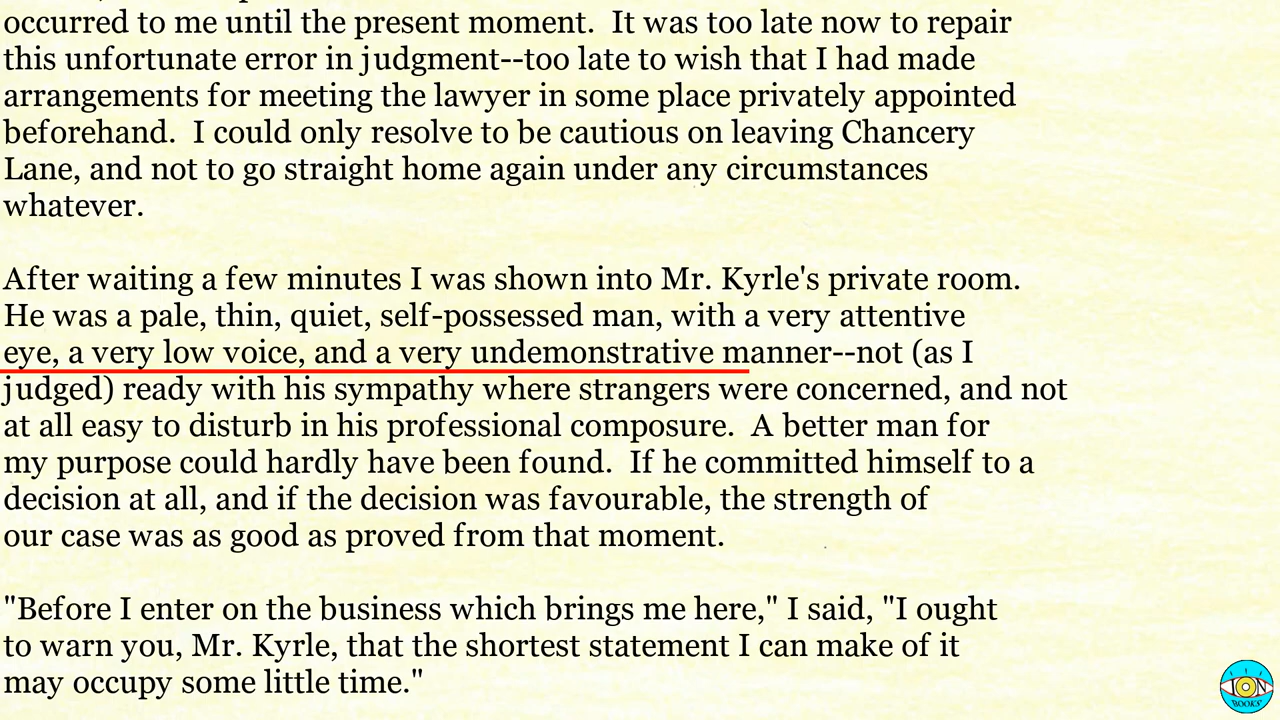 occurred to me until the present moment.  It was too late now to repair
this unfortunate error in judgment--too late to wish that I had made
arrangements for meeting the lawyer in some place privately appointed
beforehand.  I could only resolve to be cautious on leaving Chancery
Lane, and not to go straight home again under any circumstances
whatever.
After waiting a few minutes I was shown into Mr. Kyrle's private room.
He was a pale, thin, quiet, self-possessed man, with a very attentive
eye, a very low voice, and a very undemonstrative manner--not (as I
judged) ready with his sympathy where strangers were concerned, and not
at all easy to disturb in his professional composure.  A better man for
my purpose could hardly have been found.  If he committed himself to a
decision at all, and if the decision was favourable, the strength of
our case was as good as proved from that moment.
"Before I enter on the business which brings me here," I said, "I ought
to warn you, Mr. Kyrle, that the shortest statement I can make of it
may occupy some little time."
ION
BOOKS